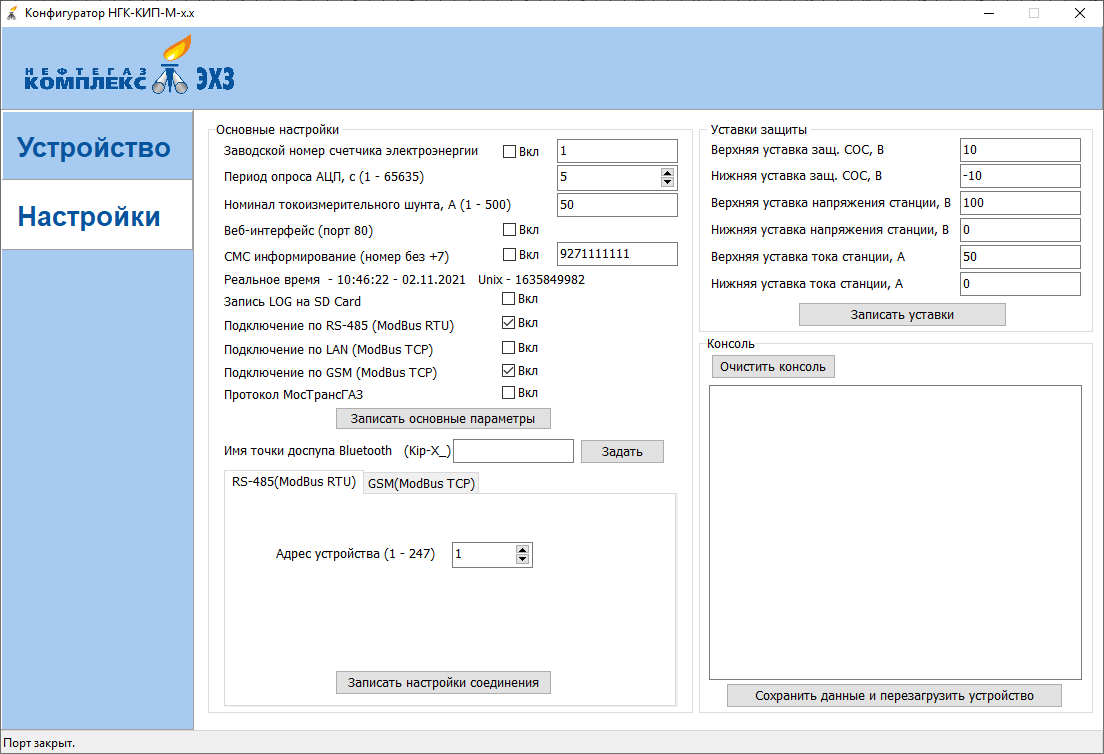 Конфигуратор НГК-КИП-М-х.х
НЕФТЕГАЗ
КОМПЛЕКС ЭХЗ
Устройство
Настройки
Основные настройки
Заводской номер счетчика электроэнергии Вкл 1
Период опроса АЦП, с (1 - 65635) 5
Номинал токоизмерительного шунта, А (1 - 500) 50
Веб-интерфейс (порт 80) Вкл
СМС информирование (номер без +7) Вкл 9271111111
Реальное время - 10:46:22 - 02.11.2021 Unix - 1635849982
Запись LOG на SD Card Вкл
Подключение по RS-485 (ModBus RTU) Вкл
Подключение по LAN (ModBus TCP) Вкл
Подключение по GSM (ModBus TCP) Вкл
Протокол МосТрансГАЗ Вкл
Записать основные параметры
Имя точки доспупа Bluetooth (Kip-X_) Задать
RS-485(ModBus RTU) GSM(ModBus TCP)
Адрес устройства (1 - 247) 1
Записать настройки соединения
Уставки защиты
Верхняя уставка защ. СОС, В 10
Нижняя уставка защ. СОС, В -10
Верхняя уставка напряжения станции, В 100
Нижняя уставка напряжения станции, В 0
Верхняя уставка тока станции, А 50
Нижняя уставка тока станции, А 0
Записать уставки
Консоль
Очистить консоль
Сохранить данные и перезагрузить устройство
Порт закрыт.